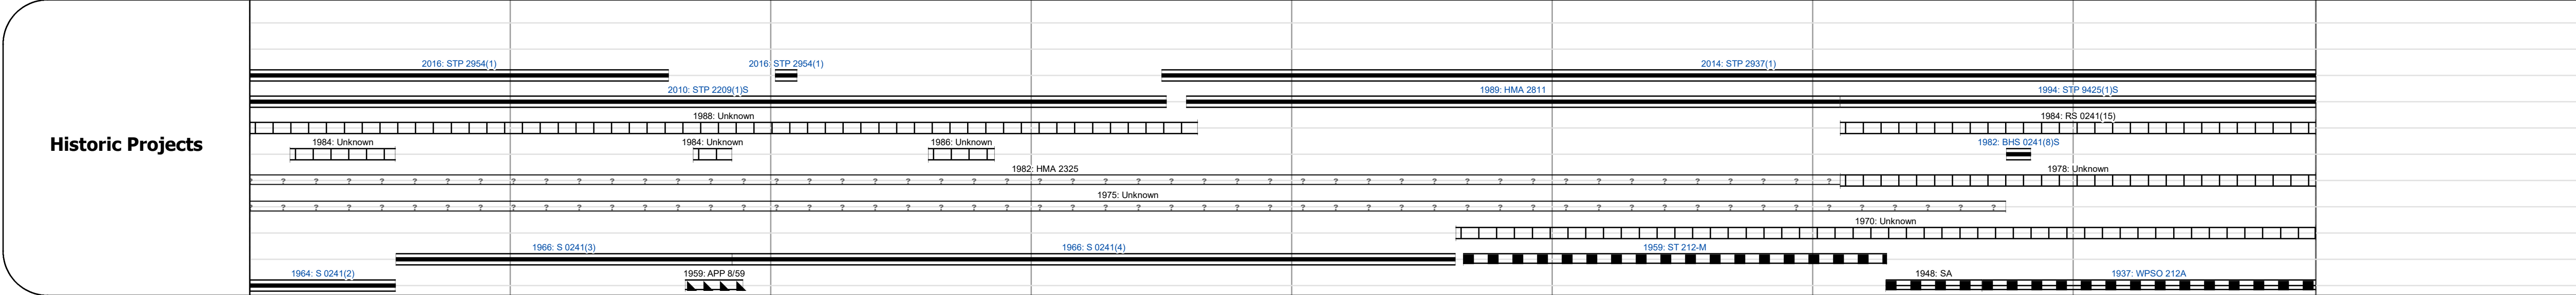 2016: STP 2954(1)
2016: STP 2954(1)
2014: STP 2937(1)
2010: STP 2209(1)S
1989: HMA 2811
1994: STP 9425(1)S
1988: Unknown
1984: RS 0241(15)
Historic Projects
1984: Unknown
1984: Unknown
1986: Unknown
1982: BHS 0241(8)S
1982: HMA 2325
1978: Unknown
? ? ? ? ? ? ? ? ? ? ? ? ? ? ? ? ? ? ? ? ? ? ? ? ? ? ? ? ? ? ? ? ? ? ? ? ? ? ? ? ? ? ? ? ? ? ? ? ?
1975: Unknown
? ? ? ? ? ? ? ? ? ? ? ? ? ? ? ? ? ? ? ? ? ? ? ? ? ? ? ? ? ? ? ? ? ? ? ? ? ? ? ? ? ? ? ? ? ? ? ? ? ? ? ? ? ?
1970: Unknown
1966: S 0241(3)
1966: S 0241(4)
1959: ST 212-M
1964: S 0241(2)
1959: APP 8/59
1948: SA
1937: WPSO 212A